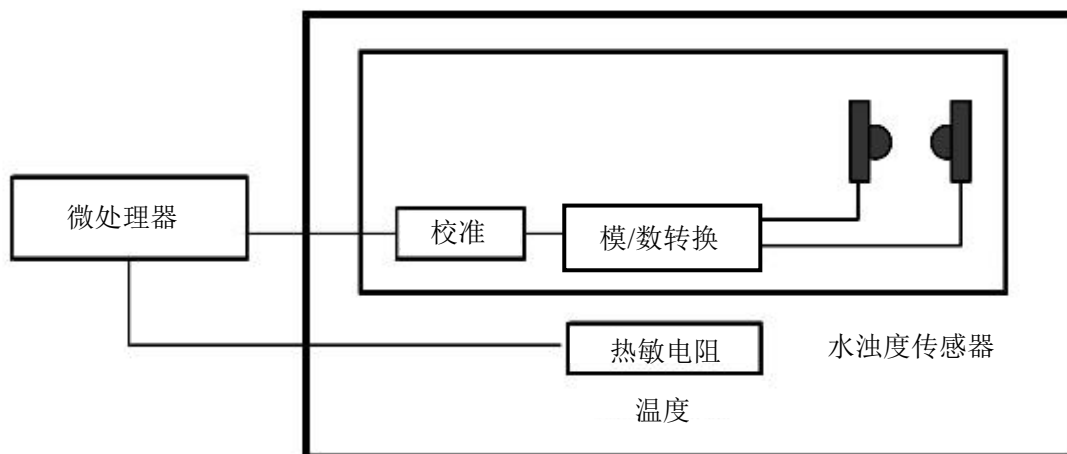 微处理器
校准
模/数转换
热敏电阻
水浊度传感器
温度